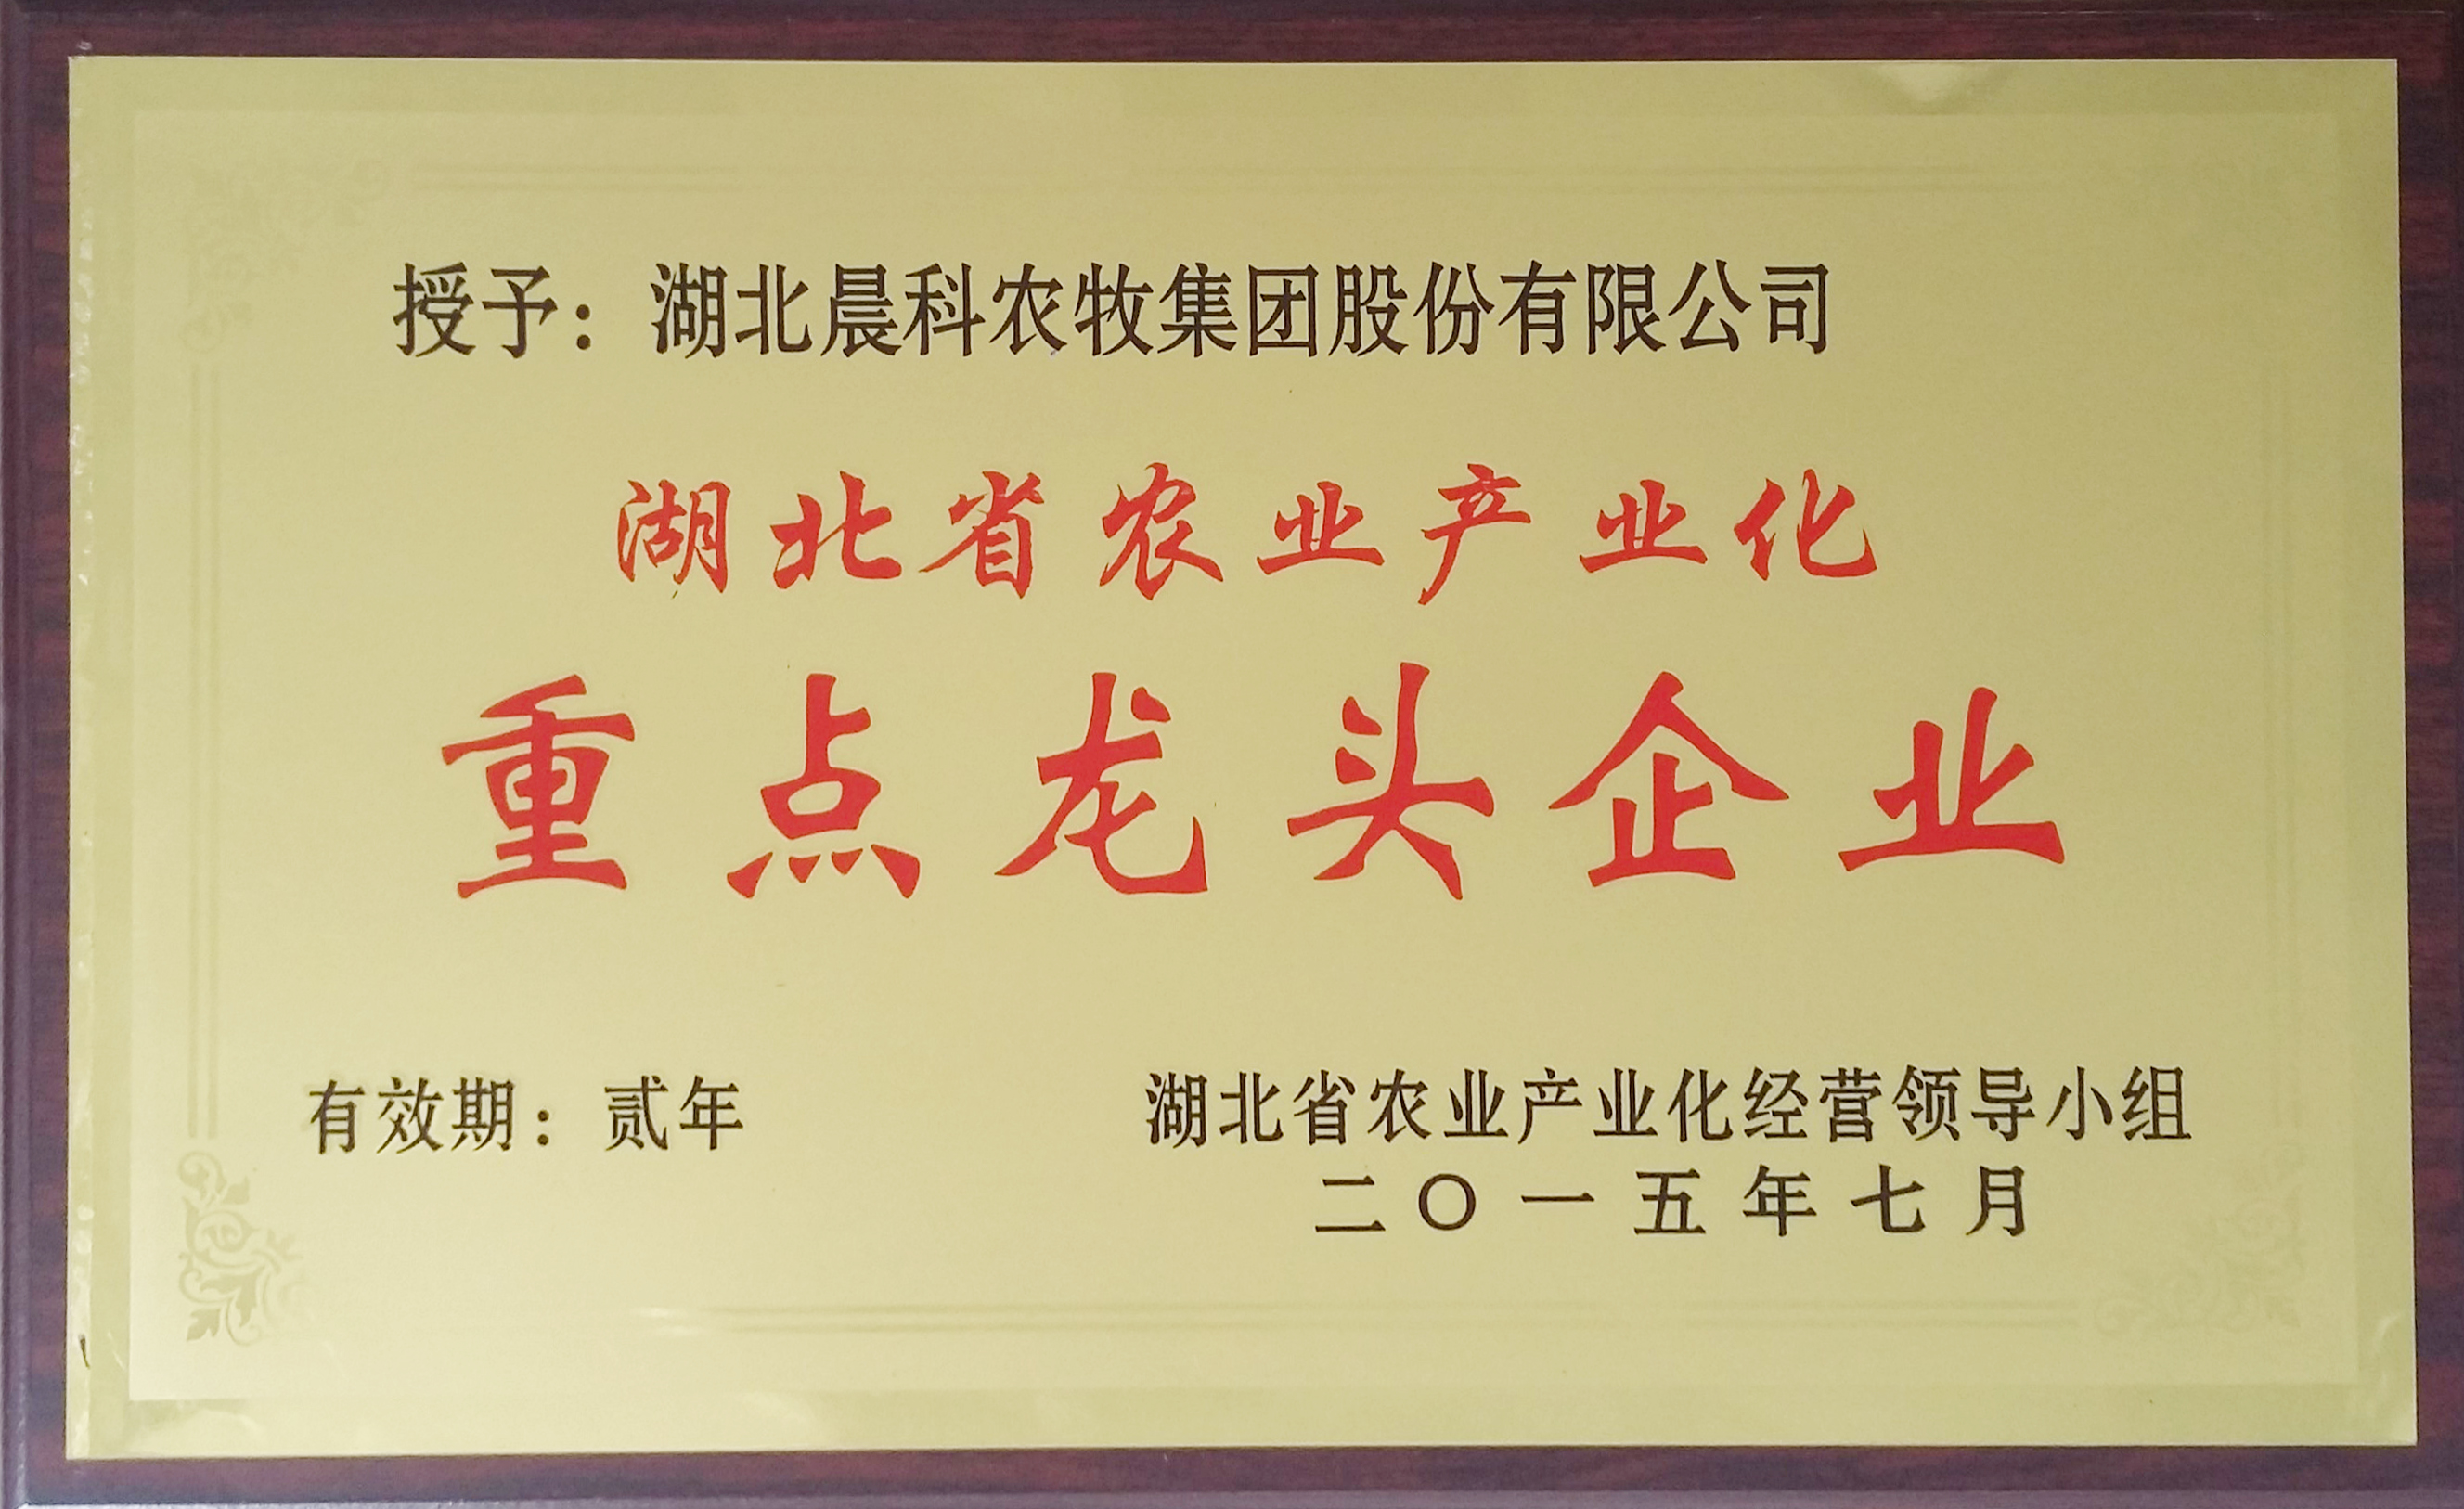 授予：湖北晨科农牧集团股份有限公司
湖北省农业产业化
重点龙头企业
有效期：贰年
湖北省农业产业化经营领导小组
二〇一五年七月